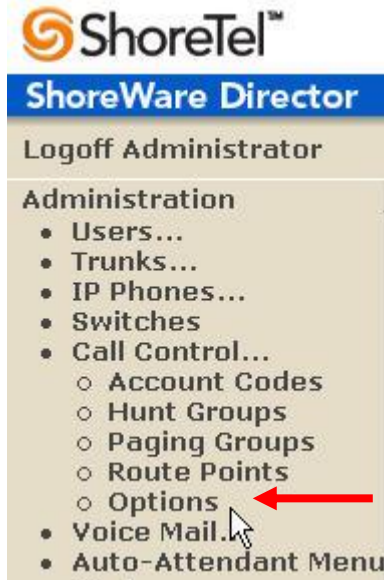 ShoreTel™
ShoreWare Director
Logoff Administrator
Administration
• Users...
• Trunks...
• IP Phones...
• Switches
• Call Control...
○ Account Codes
○ Hunt Groups
○ Paging Groups
○ Route Points
○ Options
• Voice Mail..
• Auto-Attendant Menu